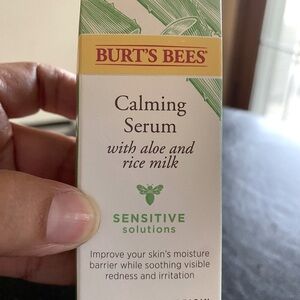 BURT'S BEES
Calming
Serum
with aloe and
rice milk
SENSITIVE
solutions
Improve your skin's moisture
barrier while soothing visible
redness and irritation